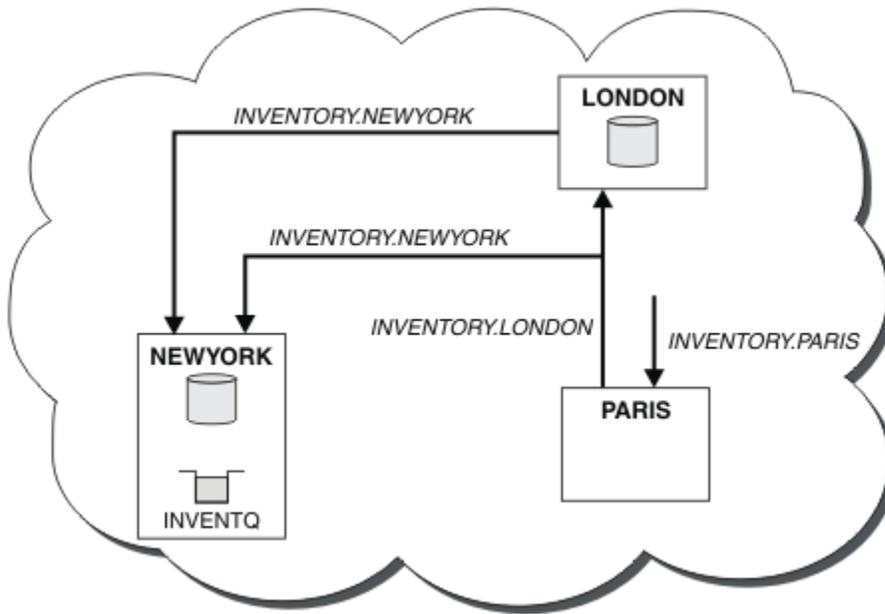 LONDON
INVENTORY.NEWYORK
INVENTORY.NEWYORK
INVENTORY.LONDON
INVENTORY.PARIS
NEWYORK
PARIS
INVENTQ